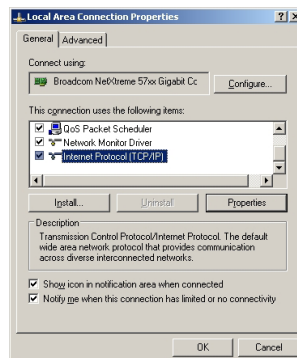 Local Area Connection Properties
General Advanced
Connect using:
Broadcom NetXtreme 57xx Gigabit Cc
Configure...
This connection uses the following items:
QoS Packet Scheduler
Network Monitor Driver
Internet Protocol (TCP/IP)
Install... Uninstall Properties
Description
Transmission Control Protocol/Internet Protocol. The default
wide area network protocol that provides communication
across diverse interconnected networks.
Show icon in notification area when connected
Notify me when this connection has limited or no connectivity
OK Cancel